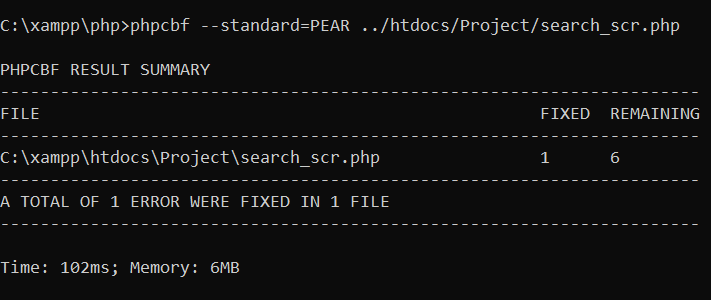 C:\xampp\php>phpcbf --standard=PEAR ../htdocs/Project/search_scr.php
PHPCBF RESULT SUMMARY
----------------------------------------------------------------------
FILE                                                  FIXED  REMAINING
----------------------------------------------------------------------
C:\xampp\htdocs\Project\search_scr.php                1      6
----------------------------------------------------------------------
A TOTAL OF 1 ERROR WERE FIXED IN 1 FILE
----------------------------------------------------------------------
Time: 102ms; Memory: 6MB